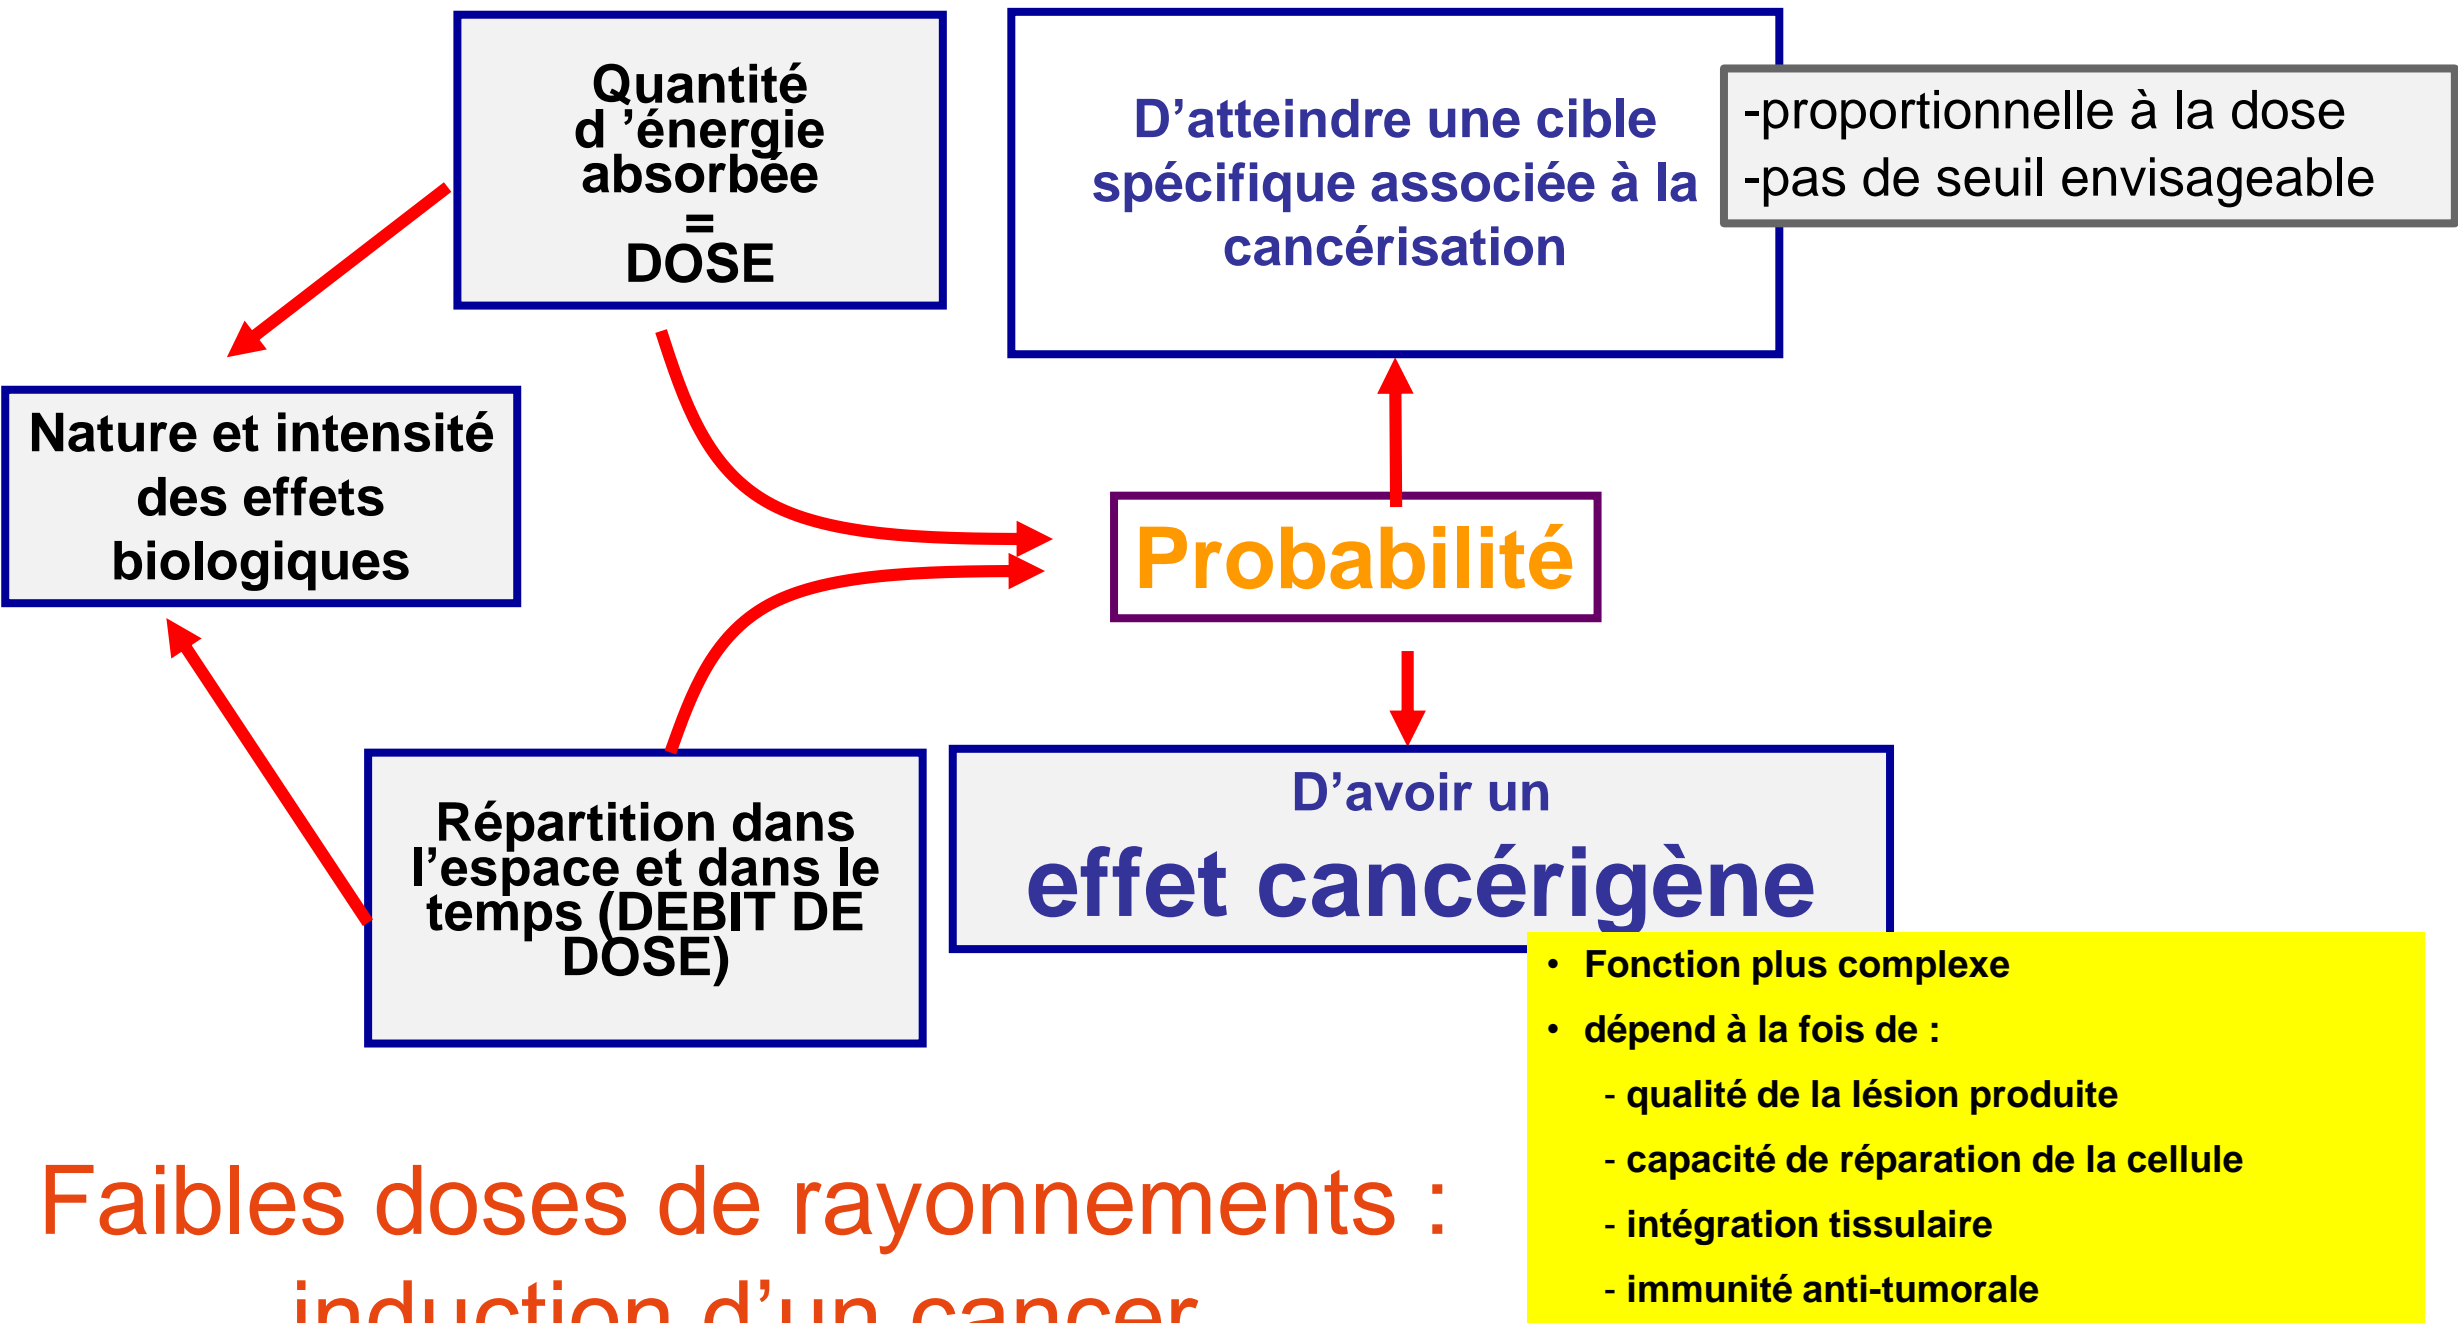 Quantité
d ’énergie
absorbée
=
DOSE
D’atteindre une cible
spécifique associée à la
cancérisation
-proportionnelle à la dose
-pas de seuil envisageable
Nature et intensité
des effets
biologiques
Probabilité
Répartition dans
l’espace et dans le
temps (DEBIT DE
DOSE)
D’avoir un
effet cancérigène
• Fonction plus complexe
• dépend à la fois de :
- qualité de la lésion produite
- capacité de réparation de la cellule
- intégration tissulaire
- immunité anti-tumorale
Faibles doses de rayonnements :
induction d’un cancer